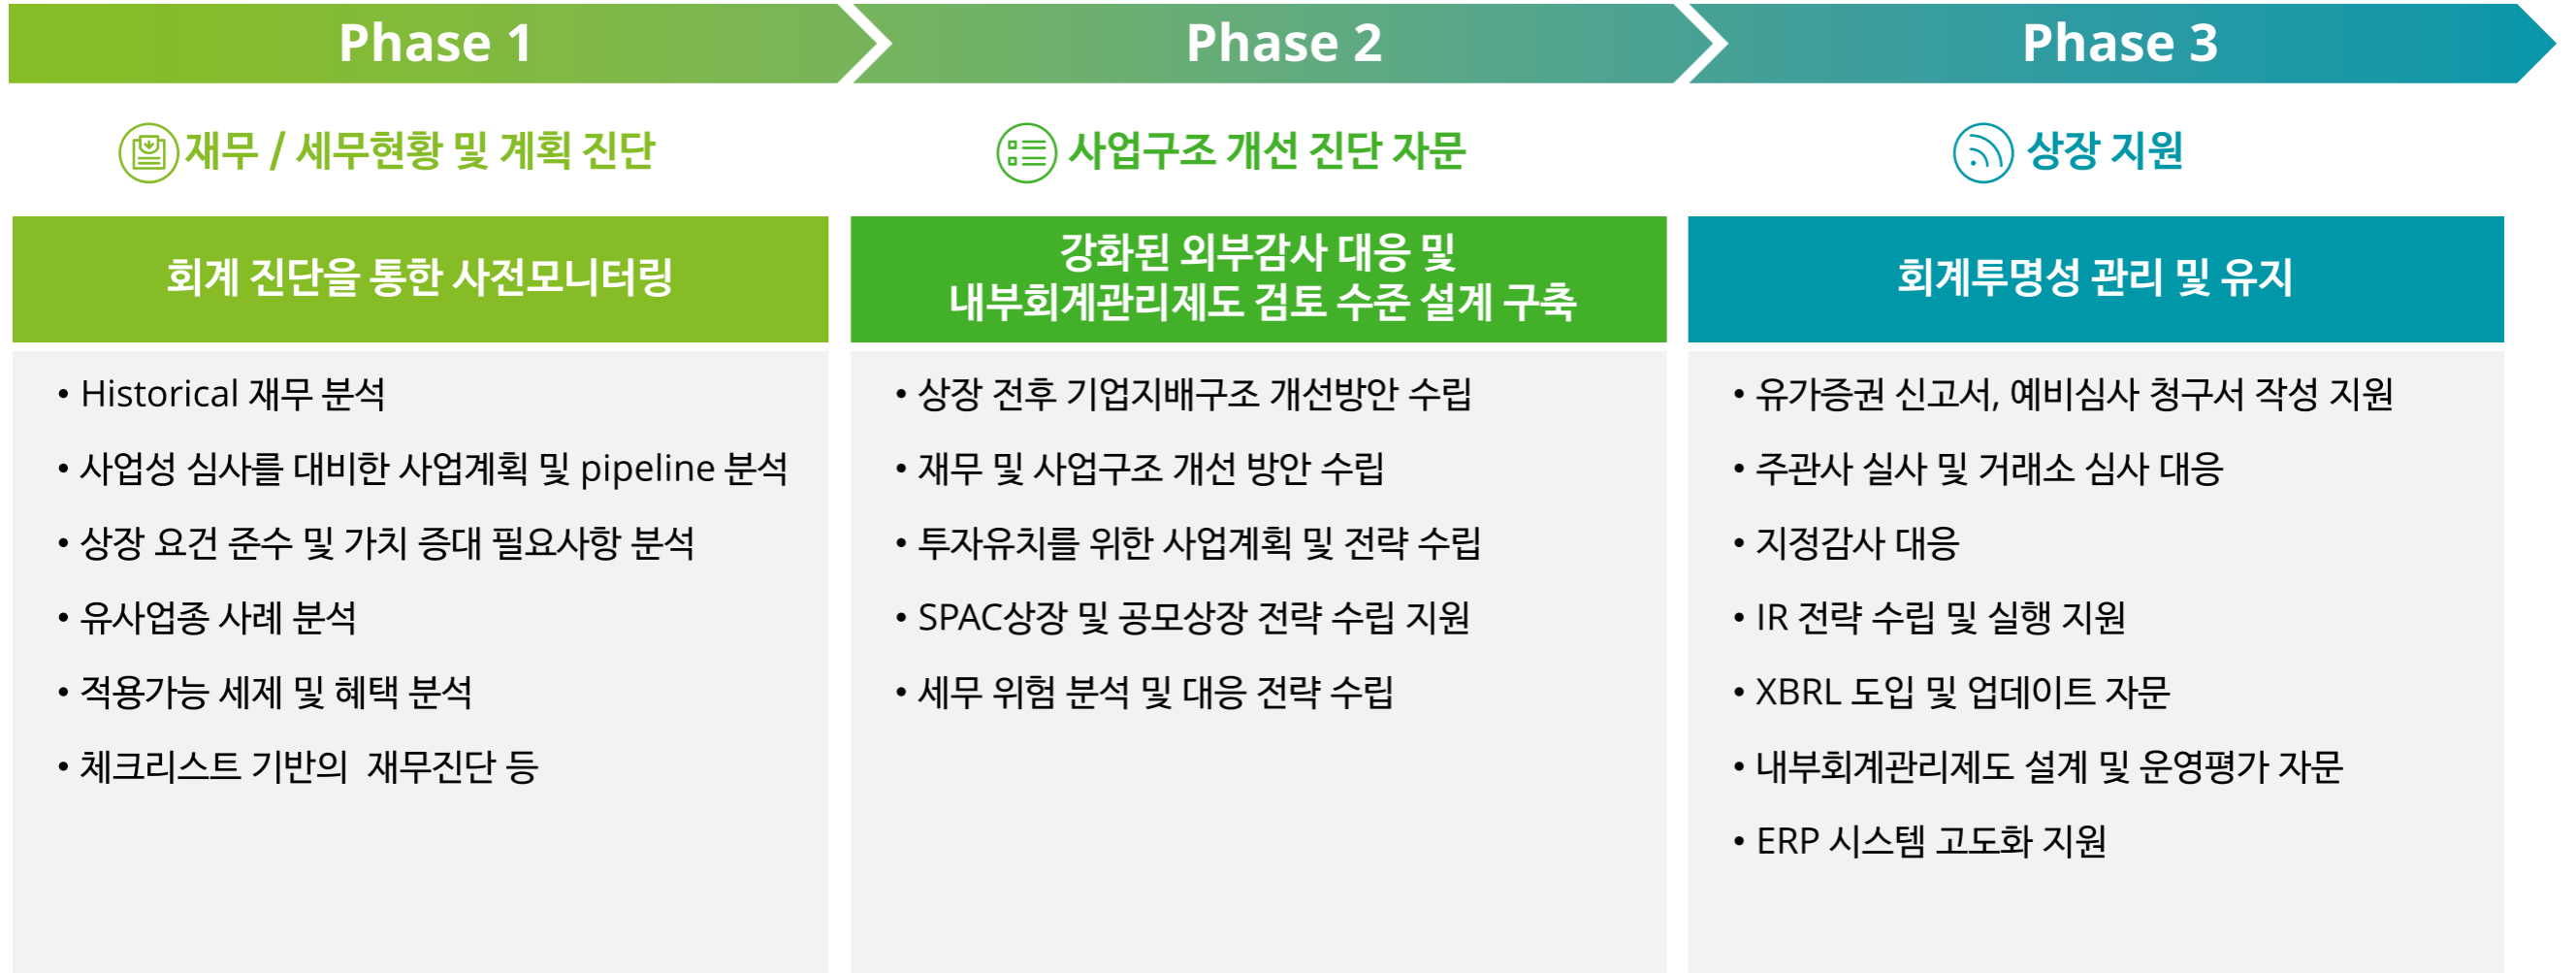 Phase 1
Phase 2
Phase 3
재무 / 세무현황 및 계획 진단
사업구조 개선 진단 자문
상장 지원
회계 진단을 통한 사전모니터링
강화된 외부감사 대응 및
내부회계관리제도 검토 수준 설계 구축
회계투명성 관리 및 유지
• Historical 재무 분석
• 사업성 심사를 대비한 사업계획 및 pipeline 분석
• 상장 요건 준수 및 가치 증대 필요사항 분석
• 유사업종 사례 분석
• 적용가능 세제 및 혜택 분석
• 체크리스트 기반의  재무진단 등
• 상장 전후 기업지배구조 개선방안 수립
• 재무 및 사업구조 개선 방안 수립
• 투자유치를 위한 사업계획 및 전략 수립
• SPAC상장 및 공모상장 전략 수립 지원
• 세무 위험 분석 및 대응 전략 수립
• 유가증권 신고서, 예비심사 청구서 작성 지원
• 주관사 실사 및 거래소 심사 대응
• 지정감사 대응
• IR 전략 수립 및 실행 지원
• XBRL 도입 및 업데이트 자문
• 내부회계관리제도 설계 및 운영평가 자문
• ERP 시스템 고도화 지원